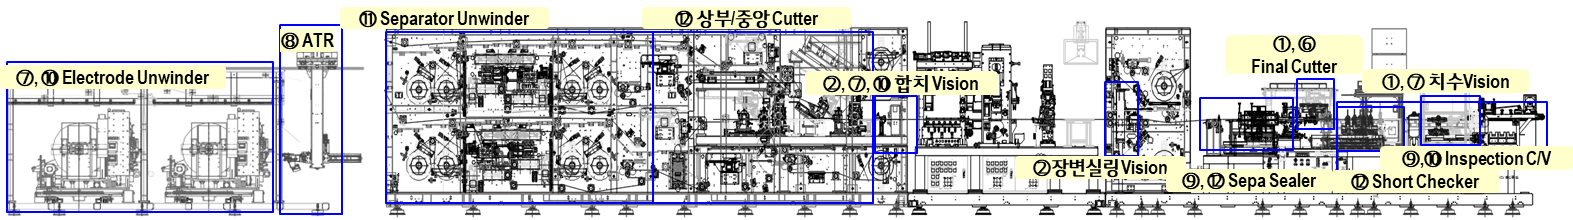 ⑪ Separator Unwinder
⑫ 상부/중앙 Cutter
⑧ ATR
①, ⑥
Final Cutter
⑦, ⑩ Electrode Unwinder
②, ⑦, ⑩ 합치 Vision
①, ⑦ 치수Vision
②장변실링Vision
⑨,⑩ Inspection C/V
⑨, ⑫ Sepa Sealer
⑫ Short Checker